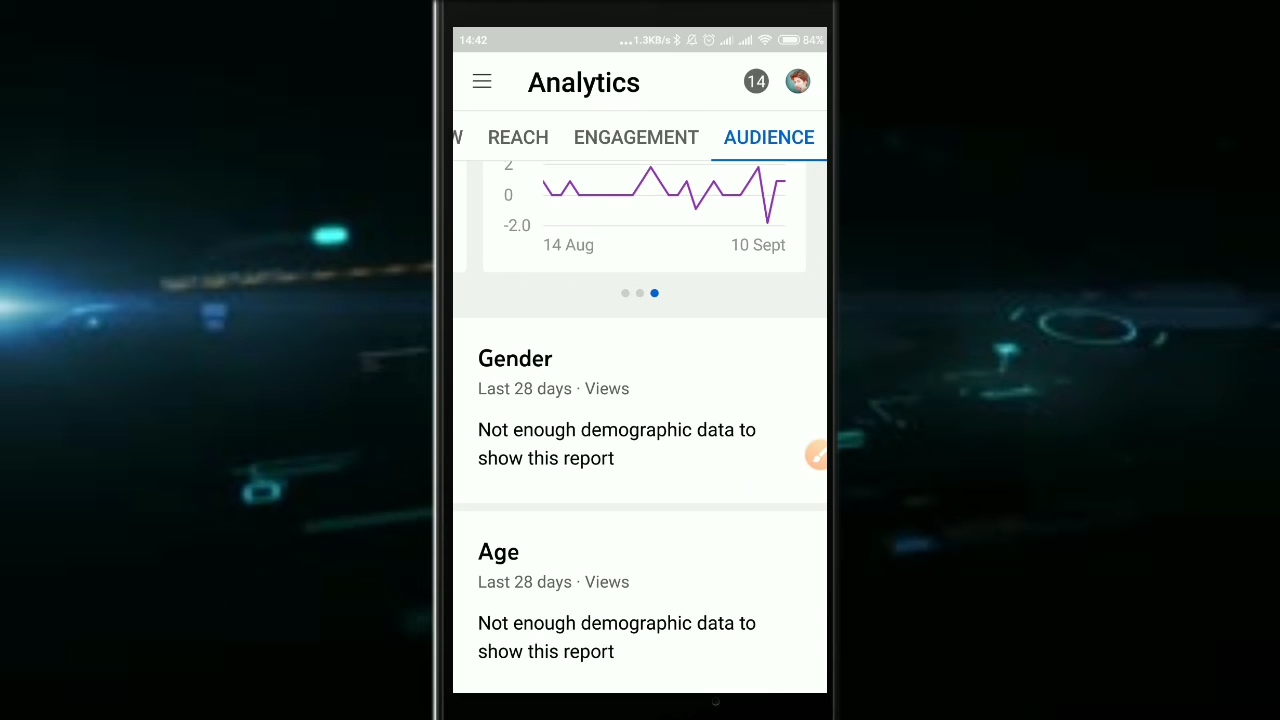 14:42 ...1.3KB/s 84%
Analytics 14
W REACH ENGAGEMENT AUDIENCE
2
0
-2.0
14 Aug 10 Sept
Gender
Last 28 days · Views
Not enough demographic data to
show this report
Age
Last 28 days · Views
Not enough demographic data to
show this report